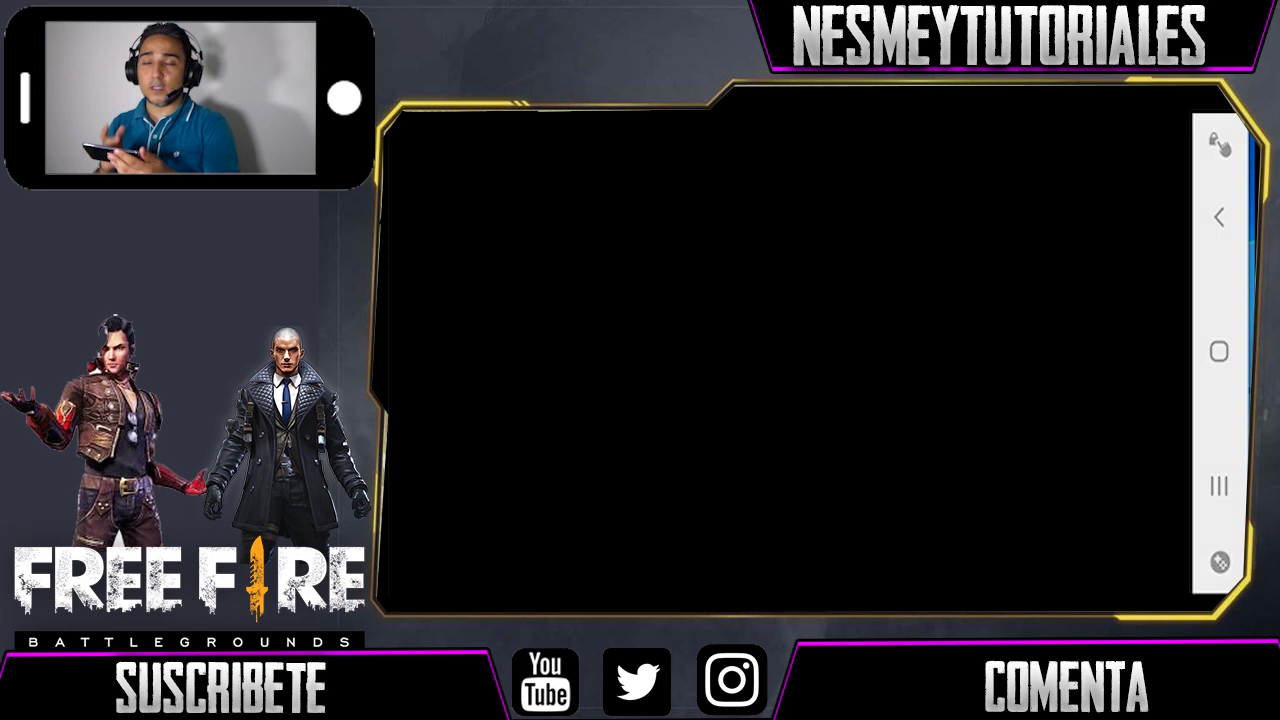 NESMEYTUTORIALES
FREE FIRE
BATTLEGROUNDS
SUSCRIBETE
You
Tube
COMENTA